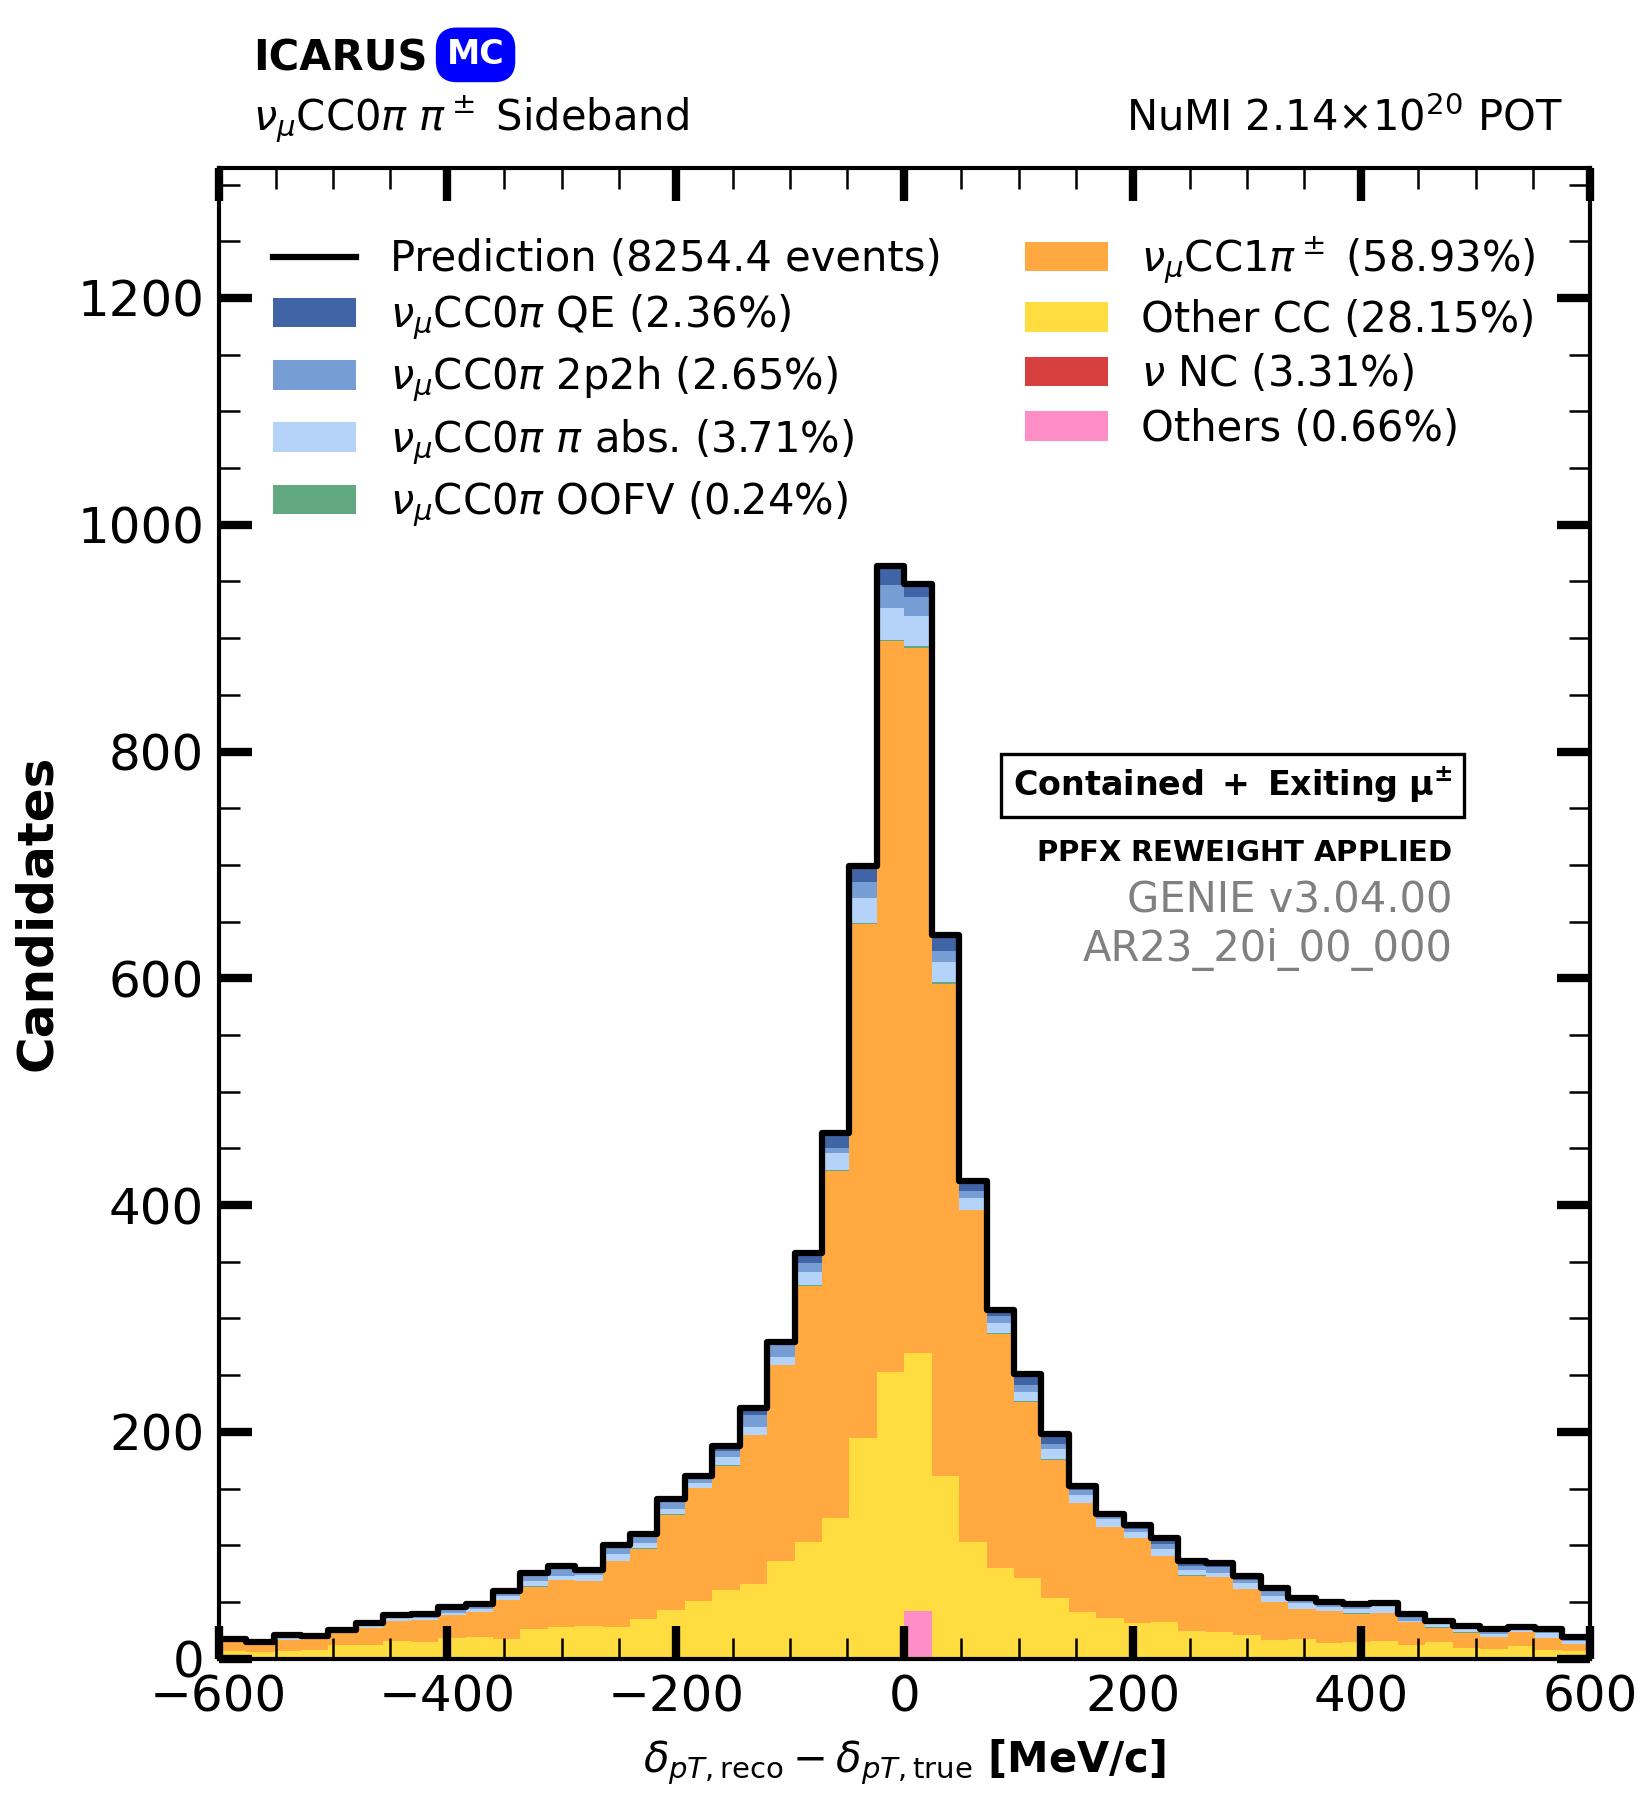 ICARUS MC
νμCC0π π± Sideband
NuMI 2.14×10²⁰ POT
Prediction (8254.4 events)
νμCC0π QE (2.36%)
νμCC0π 2p2h (2.65%)
νμCC0π π abs. (3.71%)
νμCC0π OOFV (0.24%)
νμCC1π± (58.93%)
Other CC (28.15%)
ν NC (3.31%)
Others (0.66%)
Contained + Exiting μ±
PPFX REWEIGHT APPLIED
GENIE v3.04.00
AR23_20i_00_000
Candidates
1200
1000
800
600
400
200
0
−600 −400 −200 0 200 400 600
δpT, reco − δpT, true [MeV/c]